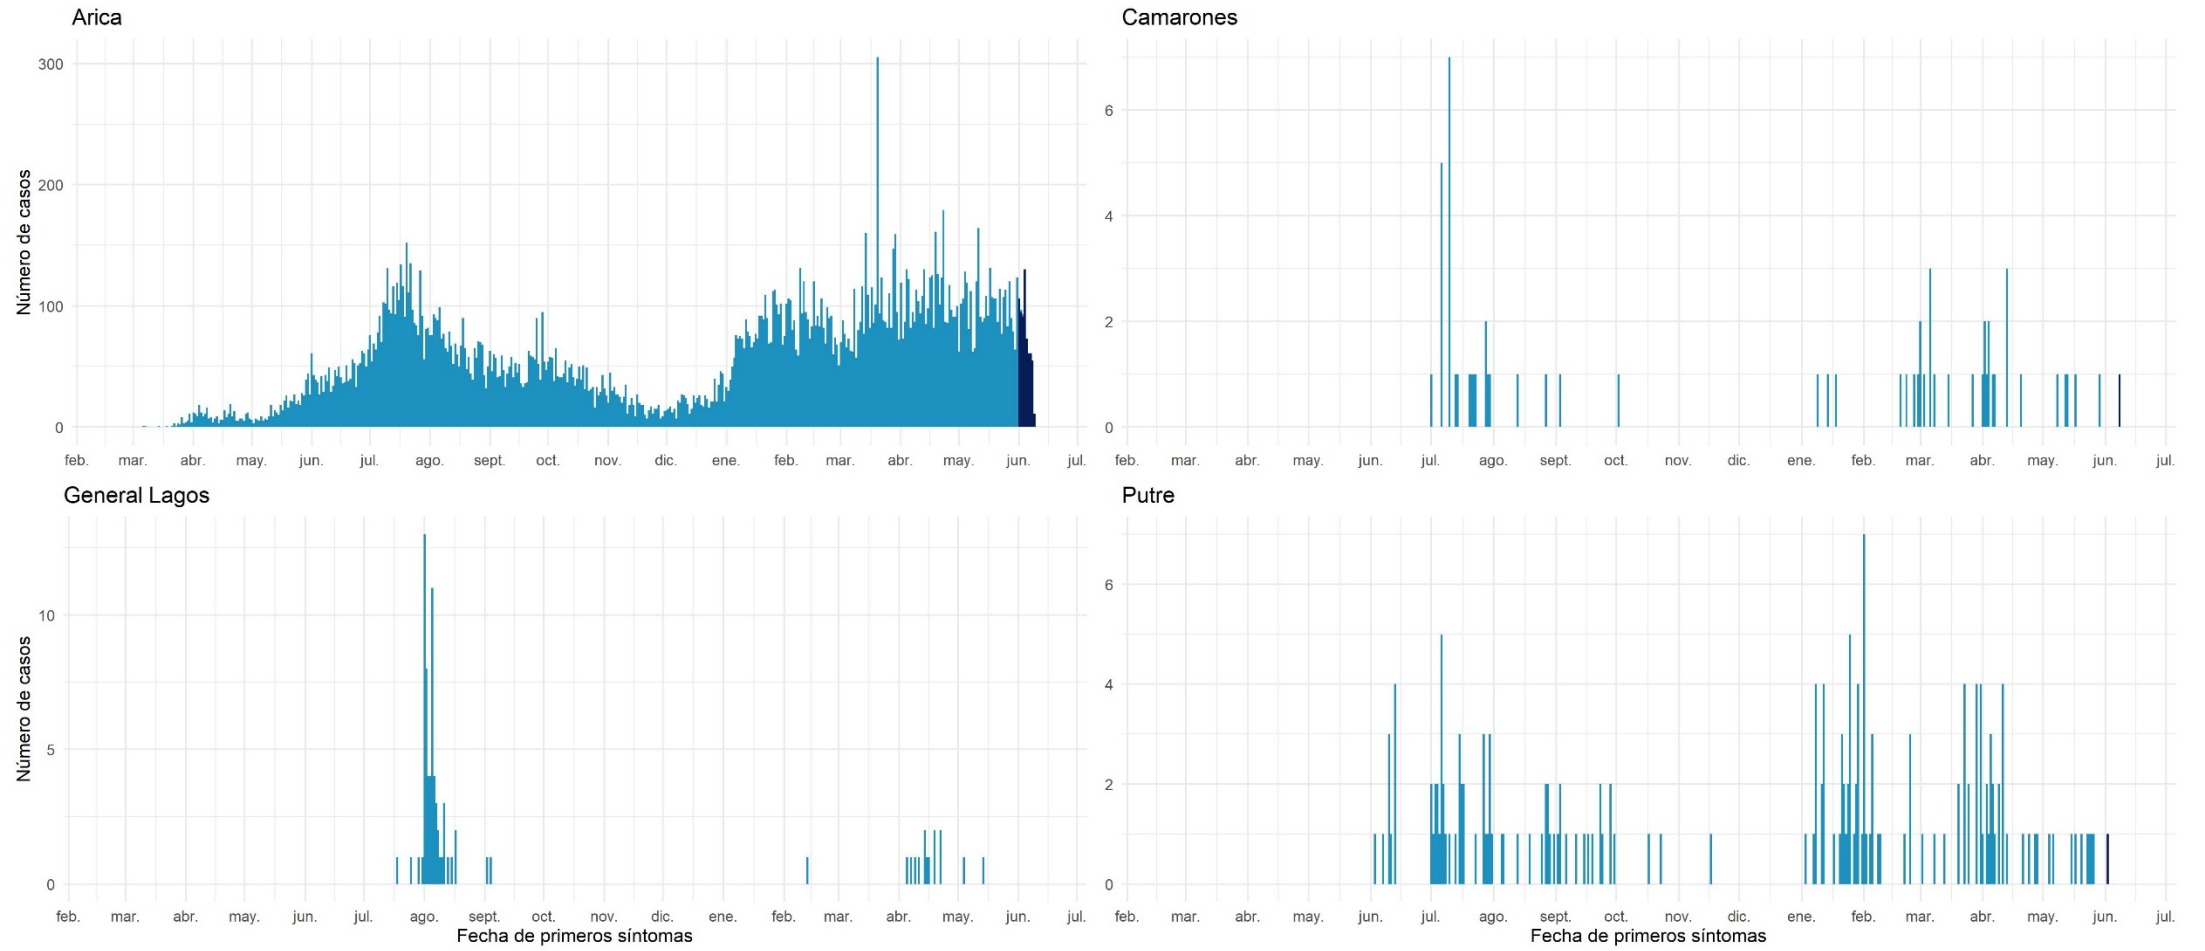 Arica
Número de casos
300
200
100
0
feb. mar. abr. may. jun. jul. ago. sept. oct. nov. dic. ene. feb. mar. abr. may. jun. jul.
Camarones
6
4
2
0
feb. mar. abr. may. jun. jul. ago. sept. oct. nov. dic. ene. feb. mar. abr. may. jun. jul.
General Lagos
Número de casos
10
5
0
feb. mar. abr. may. jun. jul. ago. sept. oct. nov. dic. ene. feb. mar. abr. may. jun. jul.
Fecha de primeros síntomas
Putre
6
4
2
0
feb. mar. abr. may. jun. jul. ago. sept. oct. nov. dic. ene. feb. mar. abr. may. jun. jul.
Fecha de primeros síntomas